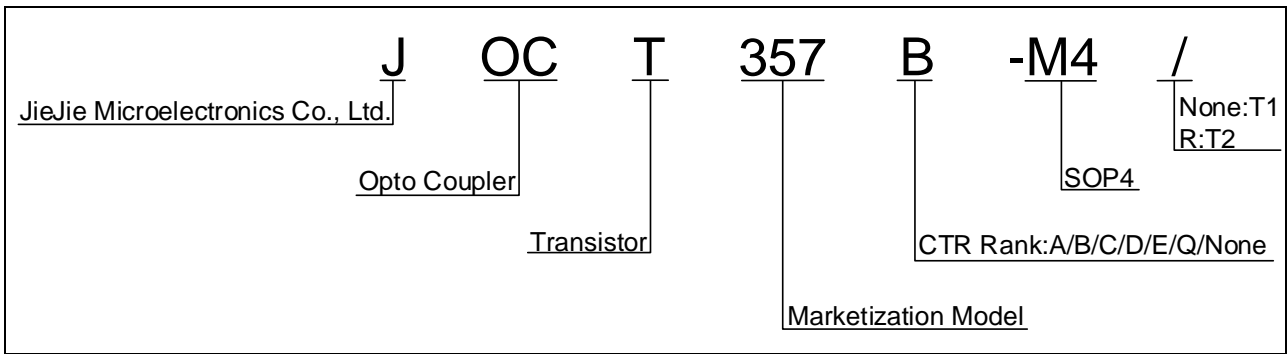 J OC T 357 B -M4 /
JieJie Microelectronics Co., Ltd.
None:T1
R:T2
Opto Coupler
SOP4
Transistor
CTR Rank:A/B/C/D/E/Q/None
Marketization Model